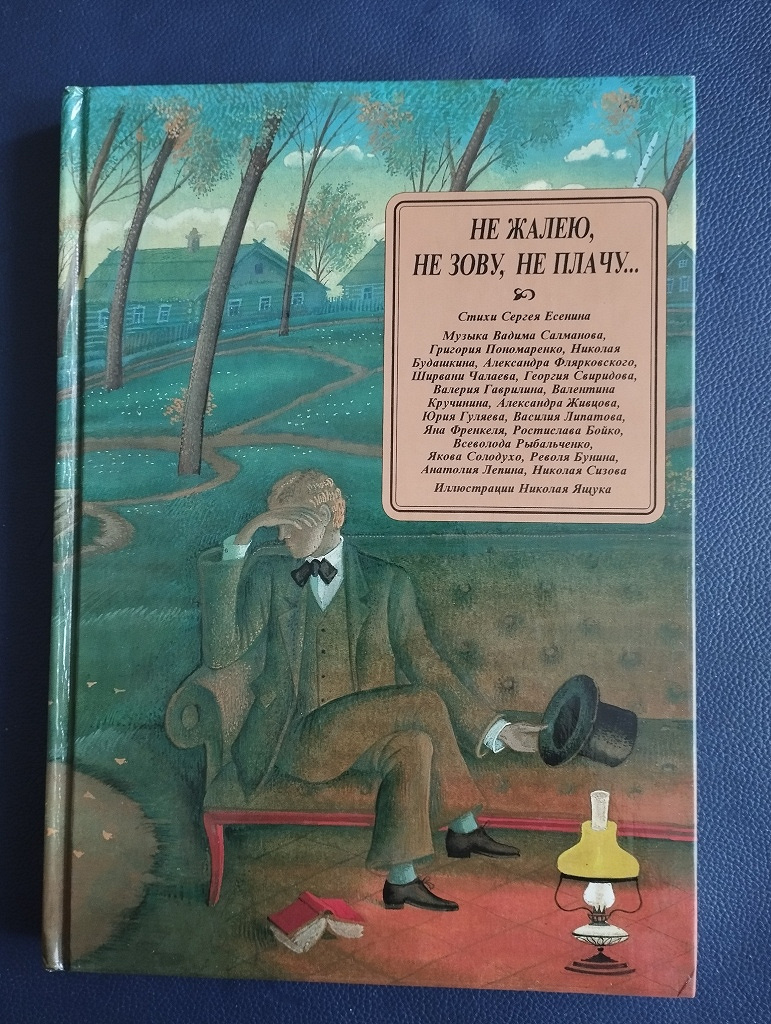 НЕ ЖАЛЕЮ,
НЕ ЗОВУ, НЕ ПЛАЧУ...
Стихи Сергея Есенина
Музыка Вадима Салманова,
Григория Пономаренко, Николая
Будашкина, Александра Флярковского,
Ширвани Чалаева, Георгия Свиридова,
Валерия Гаврилина, Валентина
Кручинина, Александра Живцова,
Юрия Гуляева, Василия Липатова,
Яна Френкеля, Ростислава Бойко,
Всеволода Рыбальченко,
Якова Солодухо, Револя Бунина,
Анатолия Лепина, Николая Сизова
Иллюстрации Николая Ящука